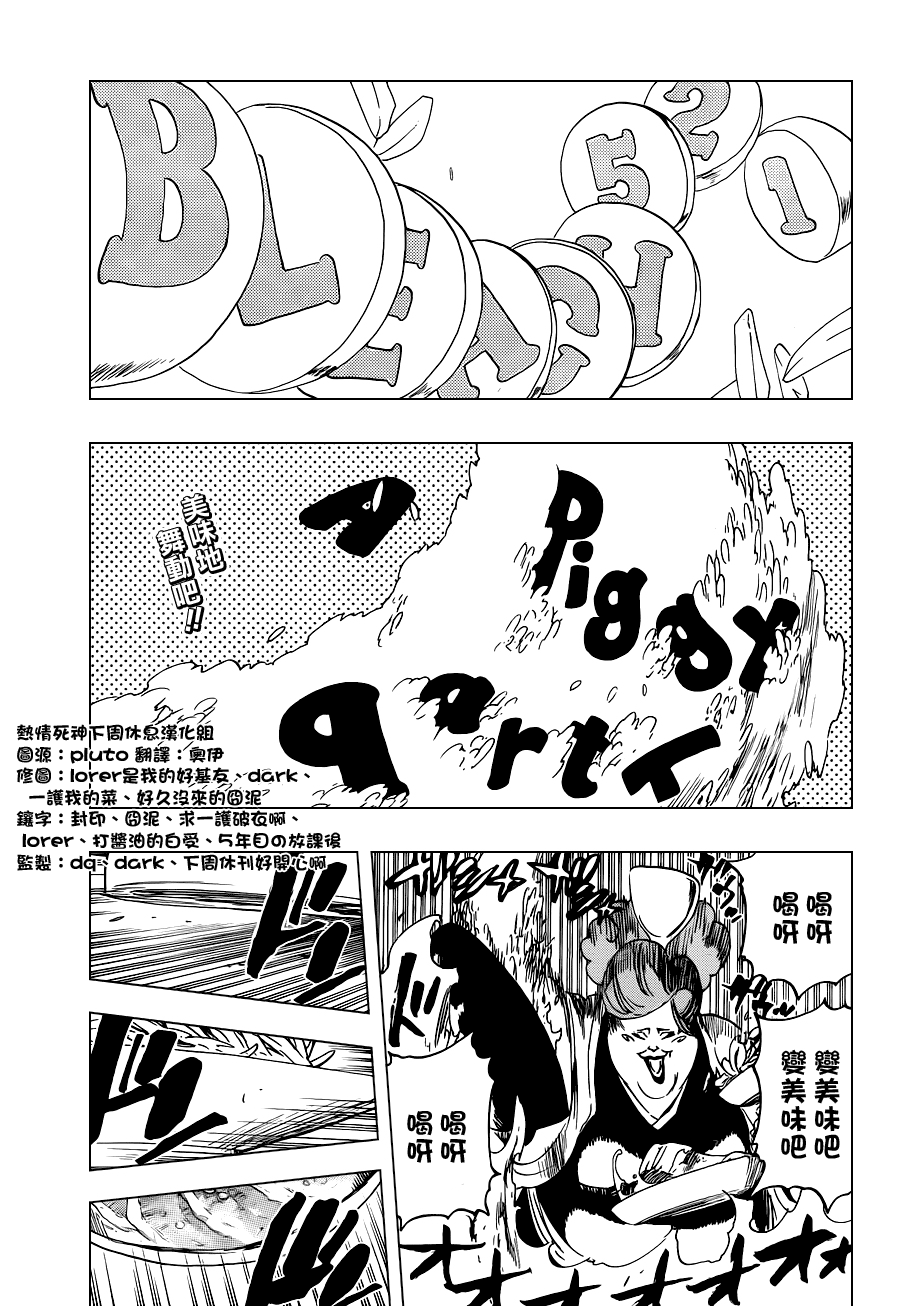 BLEACH
521
美味地
舞動吧!!
A
Piggy
party
熱情死神下周休息漢化組
圖源：pluto 翻譯：奧伊
修圖：lorer是我的好基友、dark、
一護我的菜、好久沒來的囧泥
鑲字：封印、囧泥、求一護破衣啊、
lorer、打醬油的白受、5年目の放課後
監製：dq、dark、下周休刊好開心啊
喝呀
喝呀
變美味吧
變美味吧
喝呀
喝呀
ドド
ドド
ドド
ドド
オオオオオオオ